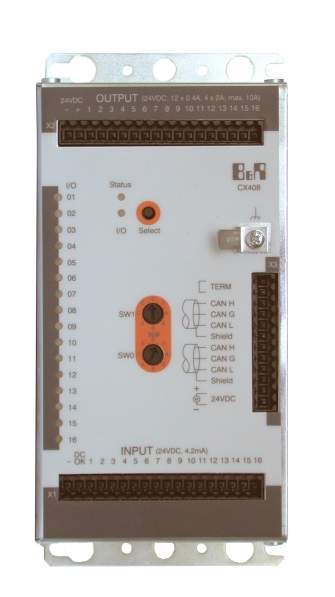 24VDC OUTPUT (24VDC; 12 x 0.4A, 4 x 2A; max. 10A)
– + 1 2 3 4 5 6 7 8 9 10 11 12 13 14 15 16
X2
B&R
CX408
I/O Status
01
02
I/O Select
03
04
05
X3
06
07
TERM
08
CAN H
SW1
CAN G
09
CAN L
10
Shield
CAN H
11
SW0
CAN G
12
CAN L
13
Shield
+
24VDC
–
14
15
16
INPUT (24VDC, 4.2mA)
DC
– OK 1 2 3 4 5 6 7 8 9 10 11 12 13 14 15 16
X1